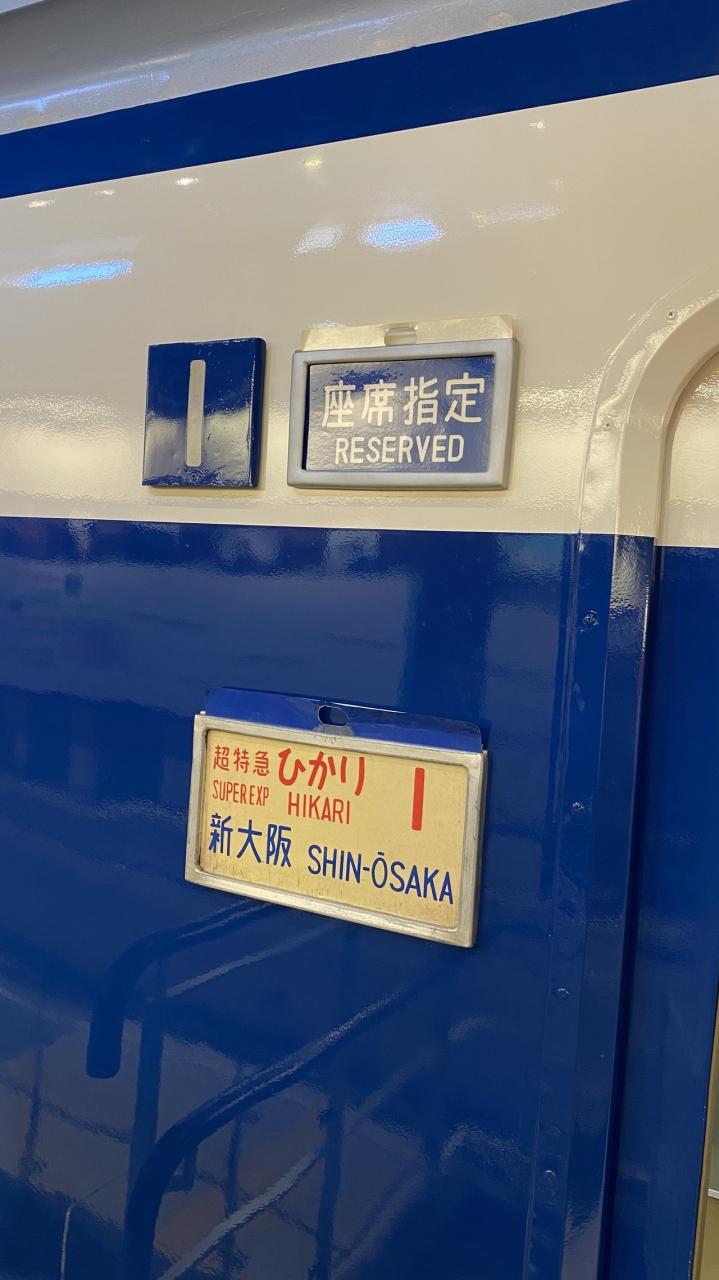 1
座席指定
RESERVED
超特急 ひかり 1
SUPER EXP HIKARI
新大阪 SHIN-ŌSAKA